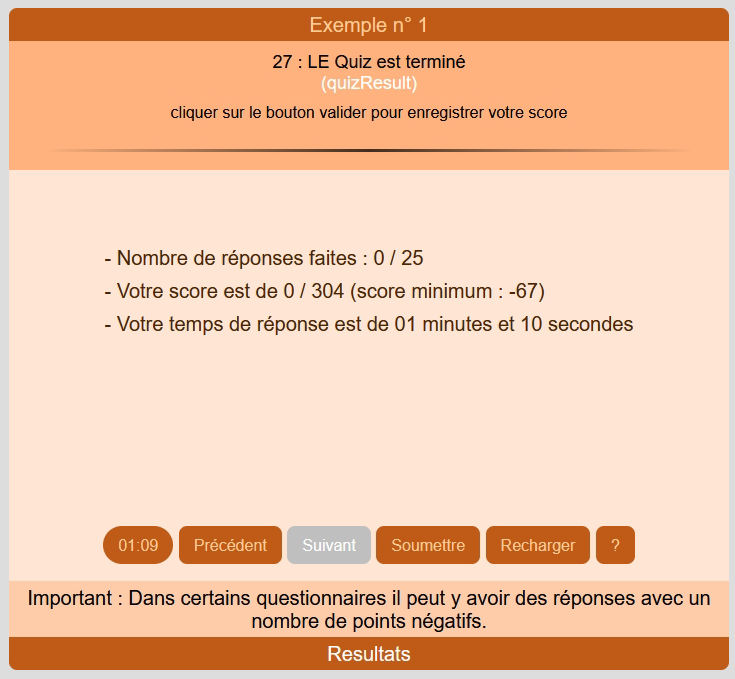 Exemple n° 1
27 : LE Quiz est terminé
(quizResult)
cliquer sur le bouton valider pour enregistrer votre score
- Nombre de réponses faites : 0 / 25
- Votre score est de 0 / 304 (score minimum : -67)
- Votre temps de réponse est de 01 minutes et 10 secondes
01:09 Précédent Suivant Soumettre Recharger ?
Important : Dans certains questionnaires il peut y avoir des réponses avec un
nombre de points négatifs.
Resultats